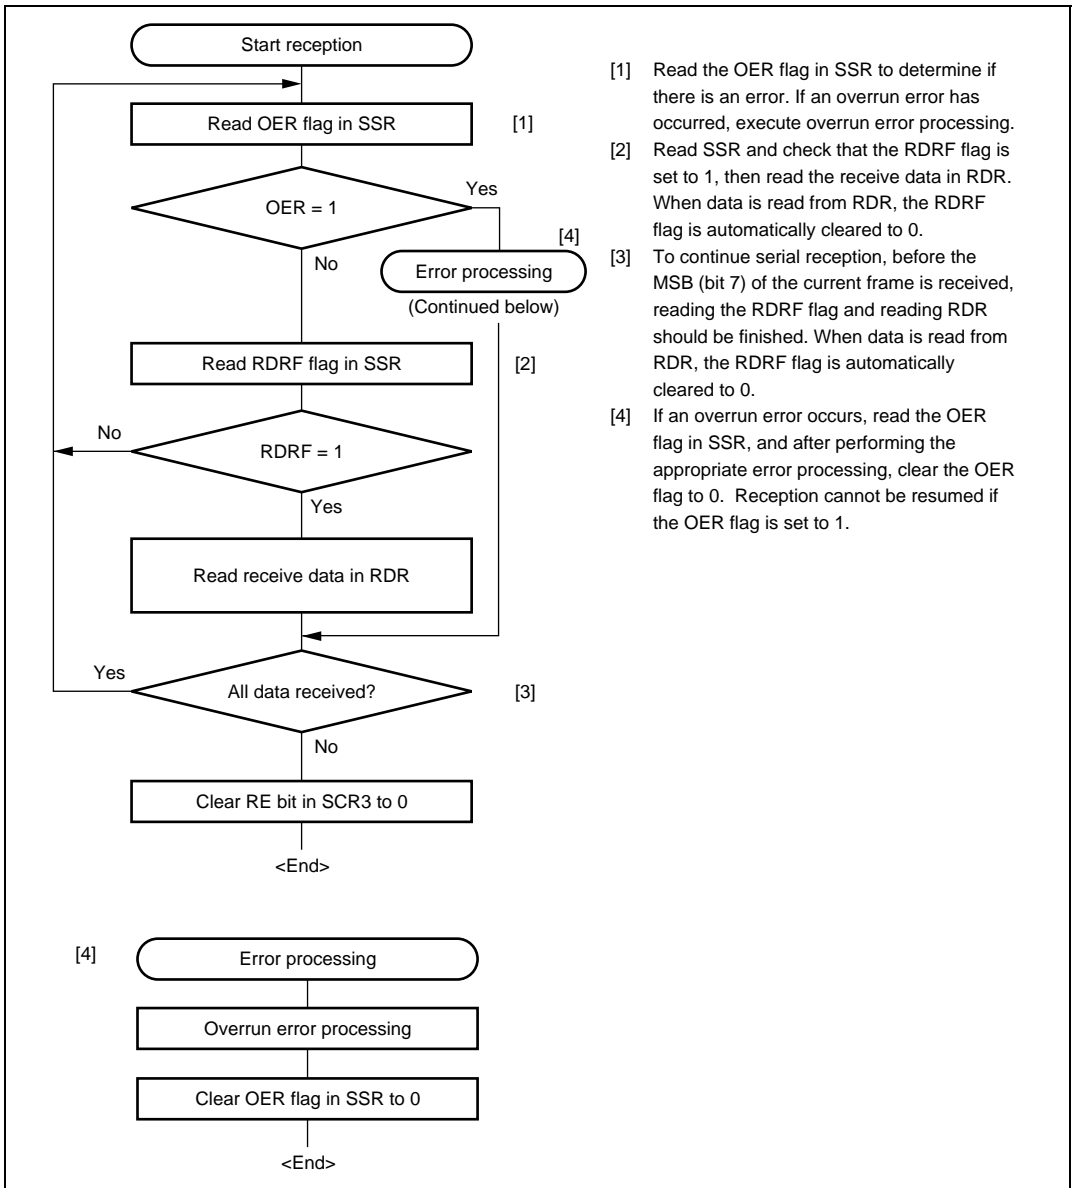 Start reception
Read OER flag in SSR
[1]
OER = 1
Yes
No
[4]
Error processing
(Continued below)
Read RDRF flag in SSR
[2]
No
RDRF = 1
Yes
Read receive data in RDR
Yes
All data received?
[3]
No
Clear RE bit in SCR3 to 0
<End>
[4]
Error processing
Overrun error processing
Clear OER flag in SSR to 0
<End>
[1] Read the OER flag in SSR to determine if
there is an error. If an overrun error has
occurred, execute overrun error processing.
[2] Read SSR and check that the RDRF flag is
set to 1, then read the receive data in RDR.
When data is read from RDR, the RDRF
flag is automatically cleared to 0.
[3] To continue serial reception, before the
MSB (bit 7) of the current frame is received,
reading the RDRF flag and reading RDR
should be finished. When data is read from
RDR, the RDRF flag is automatically
cleared to 0.
[4] If an overrun error occurs, read the OER
flag in SSR, and after performing the
appropriate error processing, clear the OER
flag to 0.  Reception cannot be resumed if
the OER flag is set to 1.